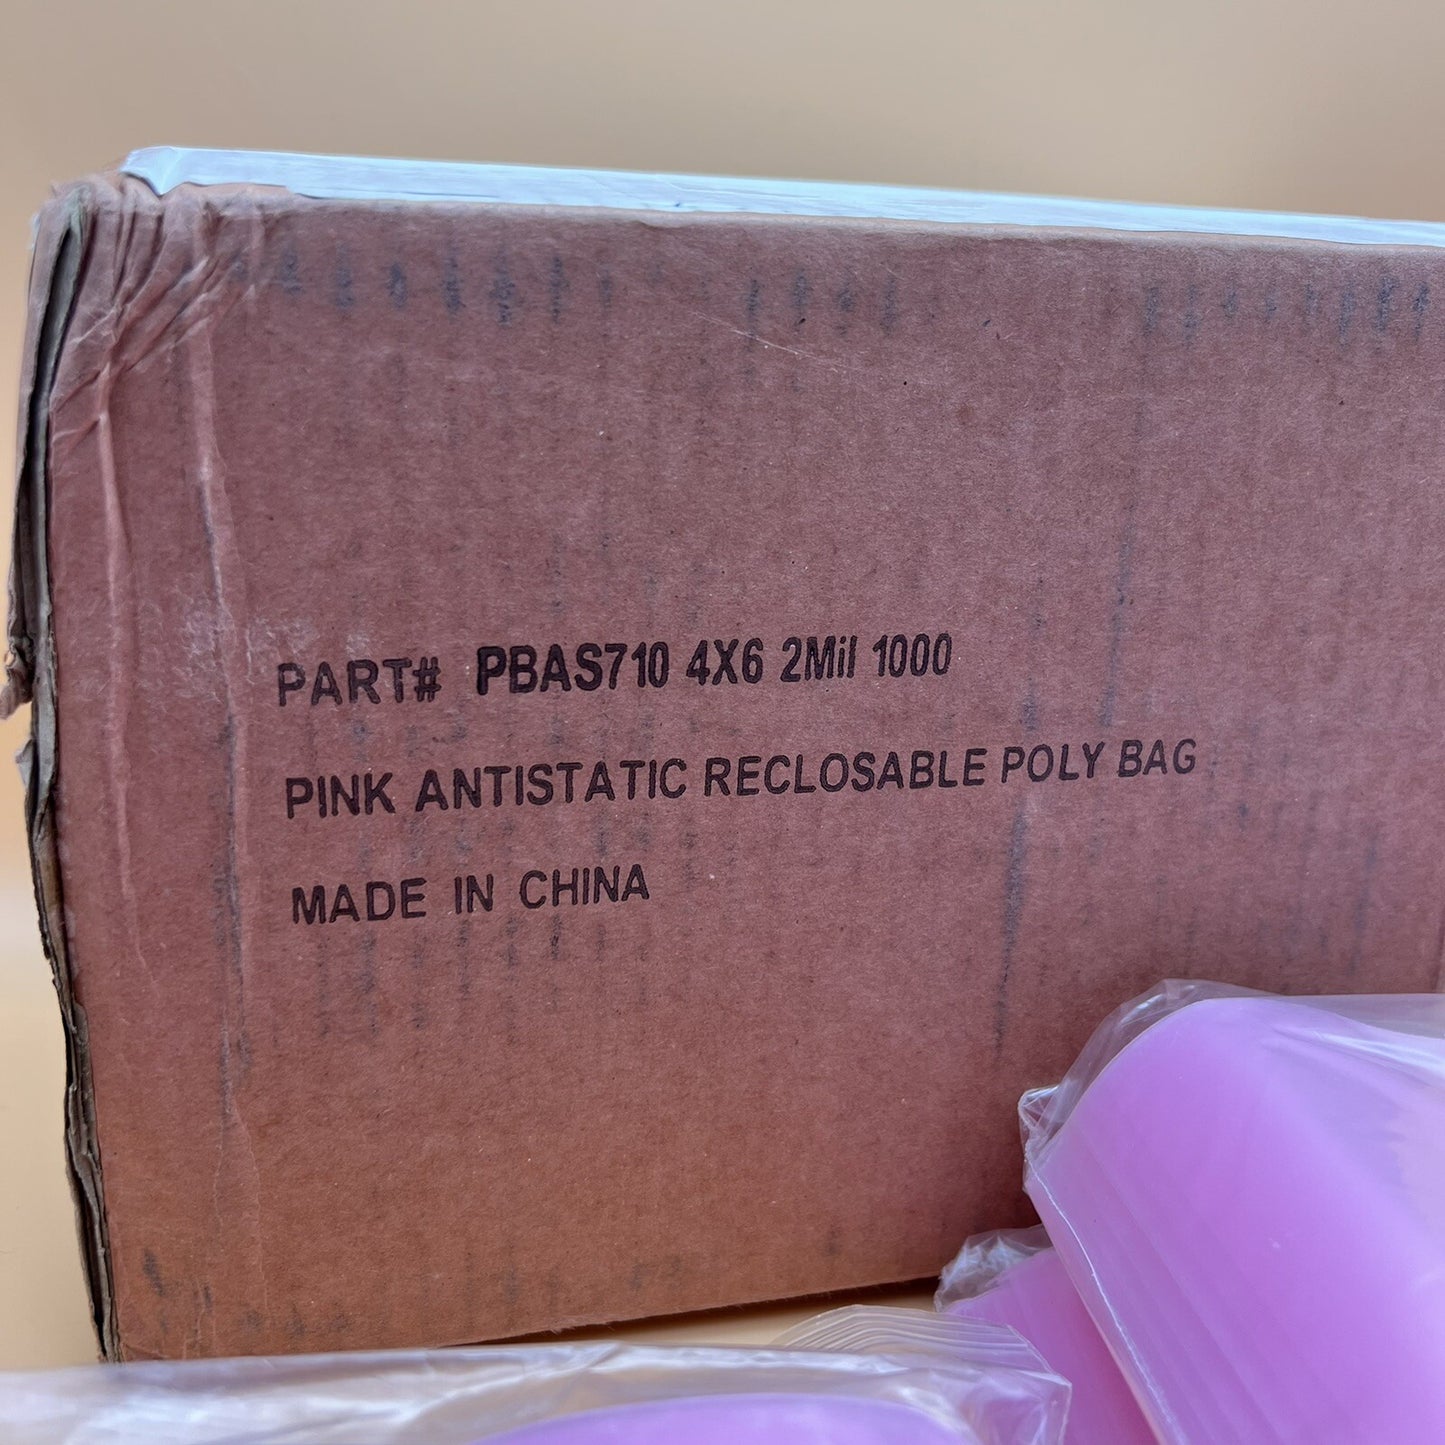 PART# PBAS710 4X6 2Mil 1000
PINK ANTISTATIC RECLOSABLE POLY BAG
MADE IN CHINA